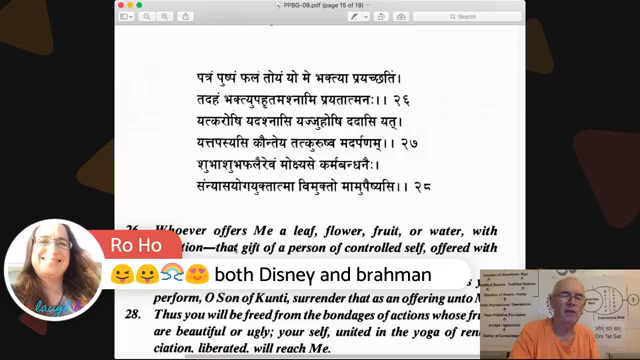 PPBG-09.pdf (page 15 of 19)
Search
पत्रं पुष्पं फलं तोयं यो मे भक्त्या प्रयच्छति।
तदहं भक्त्युपहृतमश्नामि प्रयतात्मनः।। २६
यत्करोषि यदश्नासि यज्जुहोषि ददासि यत्।
यत्तपस्यसि कौन्तेय तत्कुरुष्व मदर्पणम्।। २७
शुभाशुभफलैरेवं मोक्ष्यसे कर्मबन्धनैः।
संन्यासयोगयुक्तात्मा विमुक्तो मामुपैष्यसि।। २८
26. Whoever offers Me a leaf, flower, fruit, or water, with
that gift of a person of controlled self, offered with
Ro Ho
😜😛🌈😍 both Disney and brahman
perform, O Son of Kunti, surrender that as an offering unto
28. Thus you will be freed from the bondages of actions whose
are beautiful or ugly; your self, united in the yoga of renun-
ciation, liberated, will reach Me.